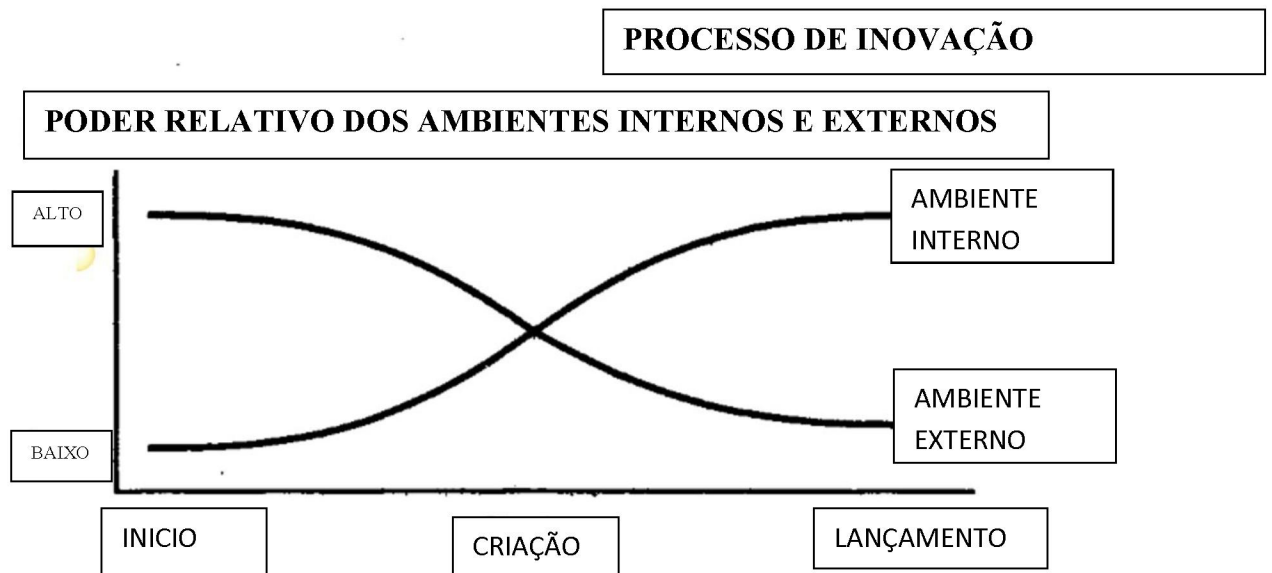 PROCESSO DE INOVAÇÃO
PODER RELATIVO DOS AMBIENTES INTERNOS E EXTERNOS
ALTO
AMBIENTE
INTERNO
AMBIENTE
EXTERNO
BAIXO
INICIO
CRIAÇÃO
LANÇAMENTO